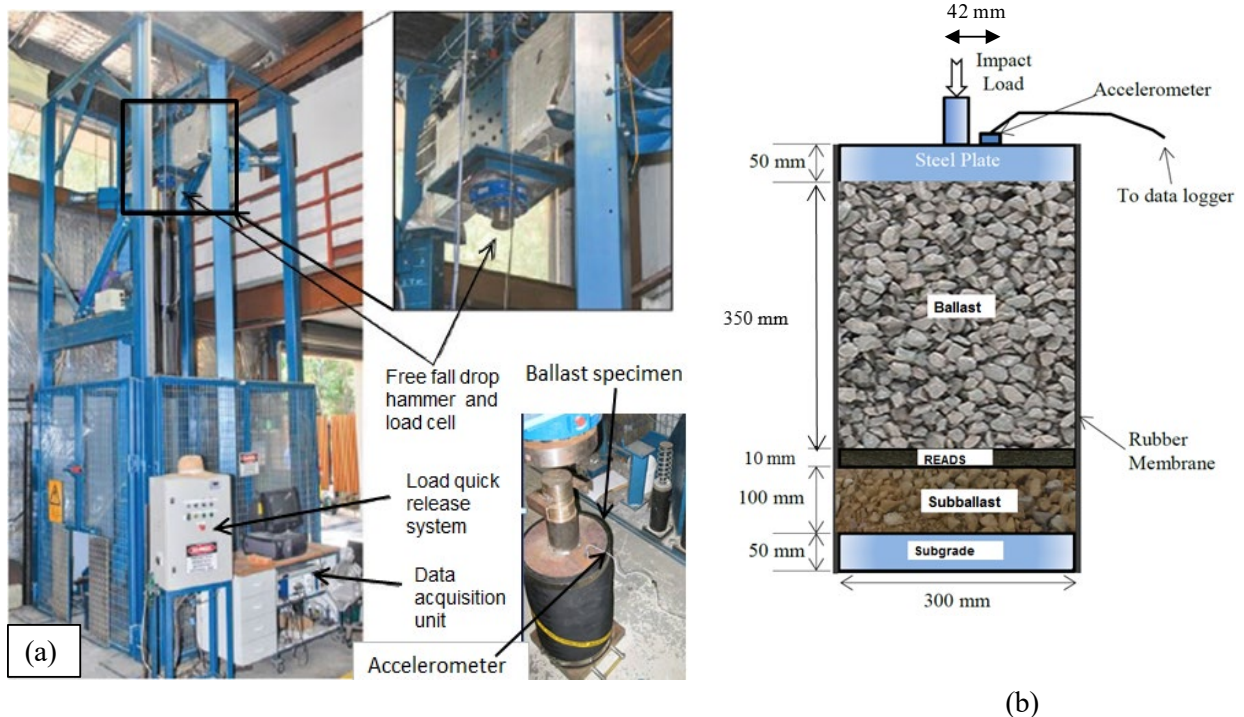 Free fall drop
hammer and
load cell
Load quick
release
system
Data
acquisition
unit
Ballast specimen
Accelerometer
(a)
42 mm
Impact
Load
Accelerometer
To data logger
50 mm
Steel Plate
350 mm
Ballast
Rubber
Membrane
10 mm
READS
100 mm
Subballast
50 mm
Subgrade
300 mm
(b)